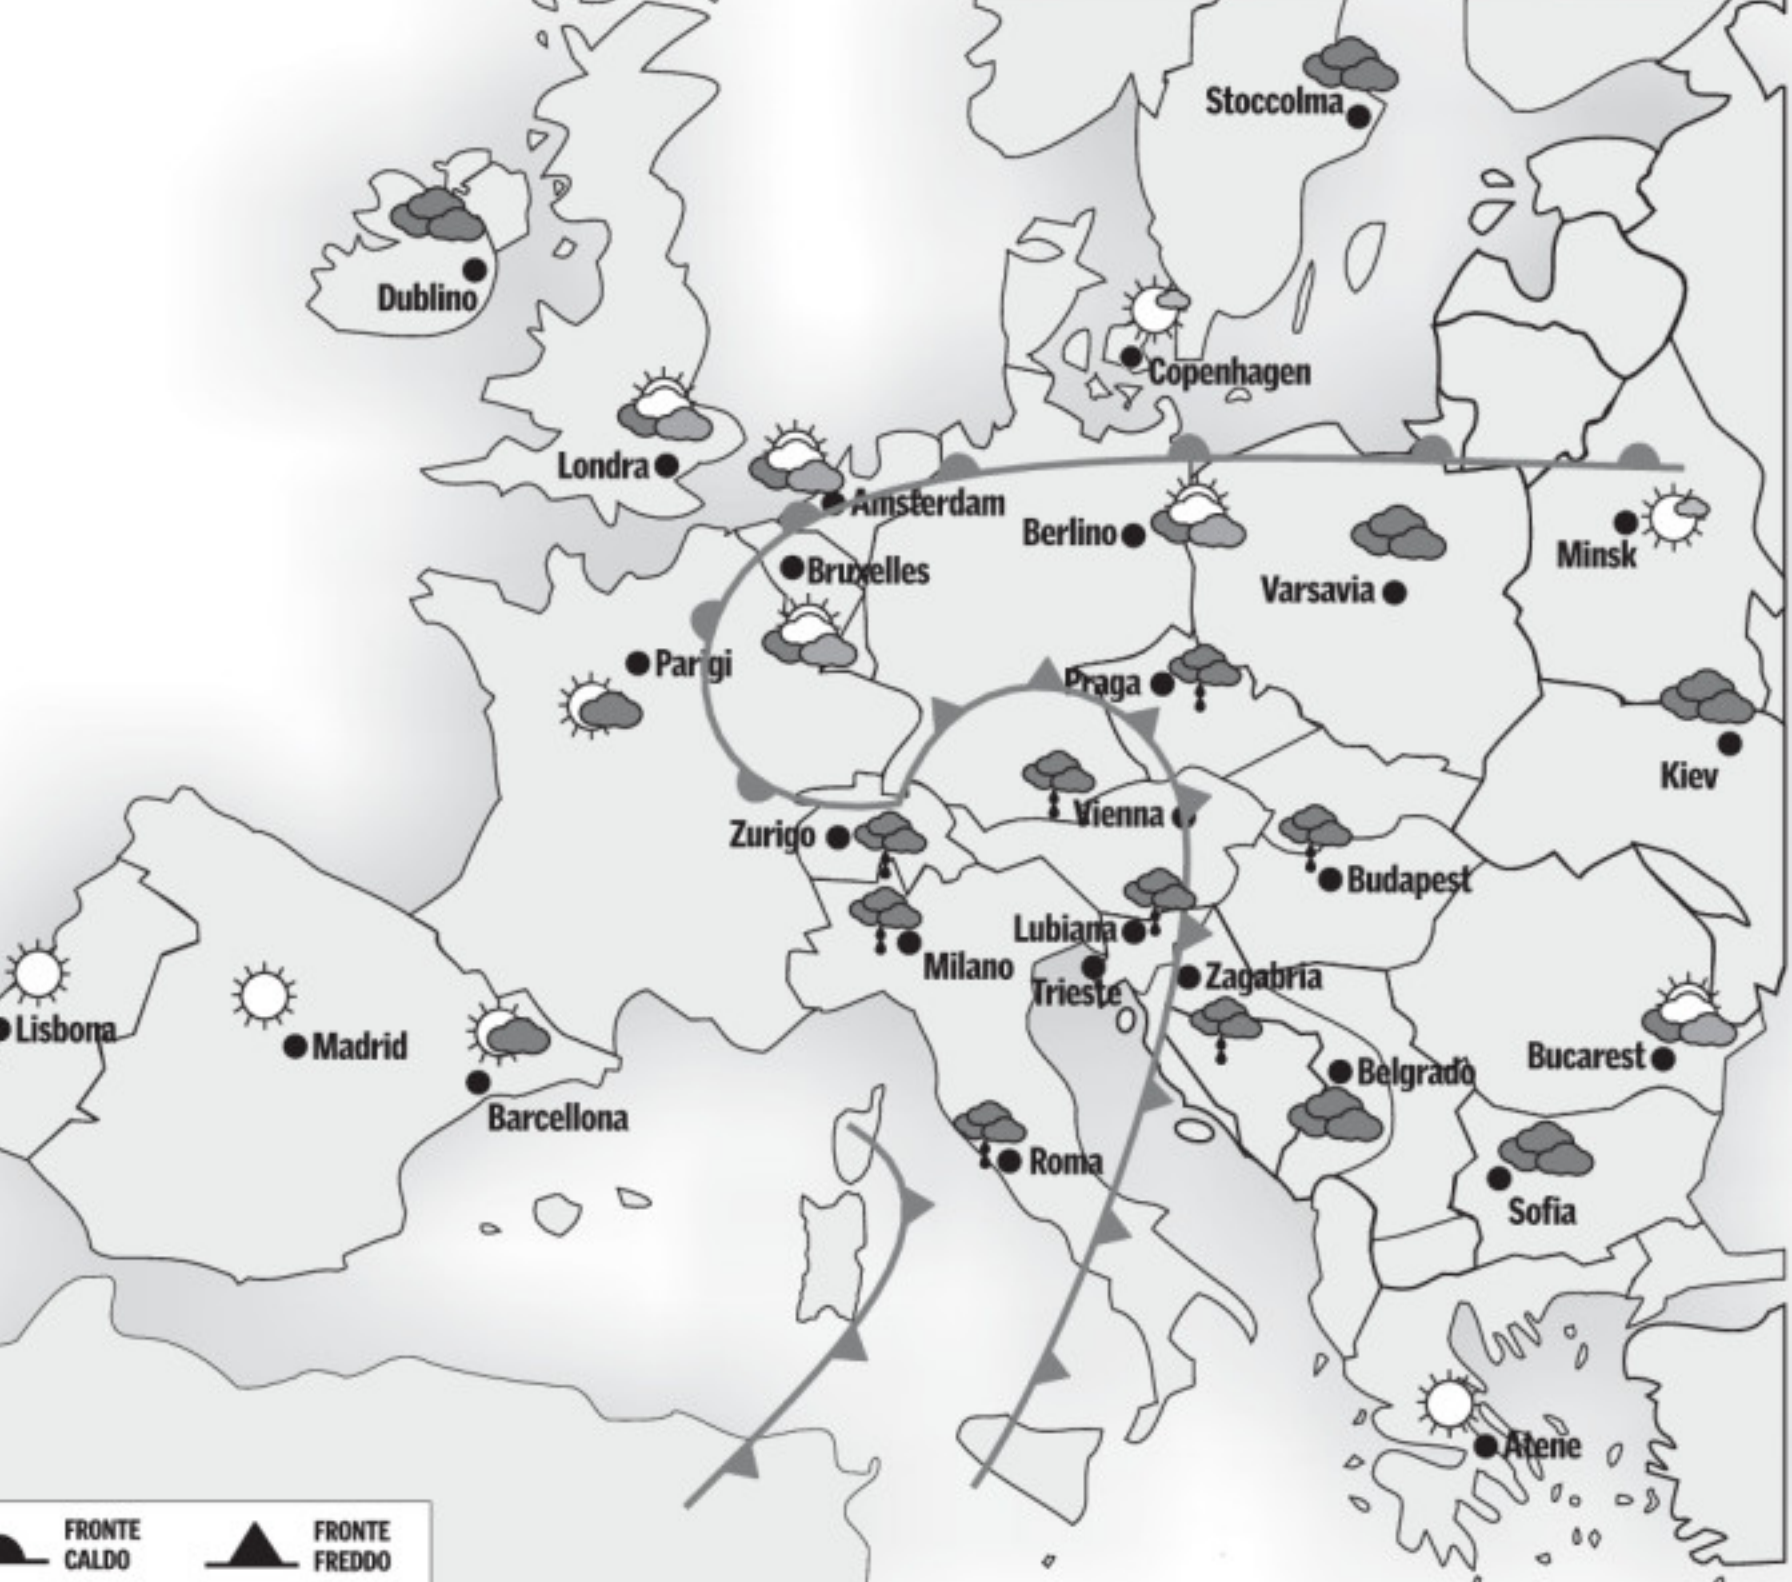 Stoccolma
Dublino
Copenhagen
Londra
Amsterdam
Berlino
Minsk
Bruxelles
Varsavia
Parigi
Praga
Kiev
Vienna
Zurigo
Budapest
Lubiana
Milano
Zagabria
Trieste
Lisbona
Madrid
Bucarest
Belgrado
Barcellona
Roma
Sofia
Atene
FRONTE
CALDO
FRONTE
FREDDO